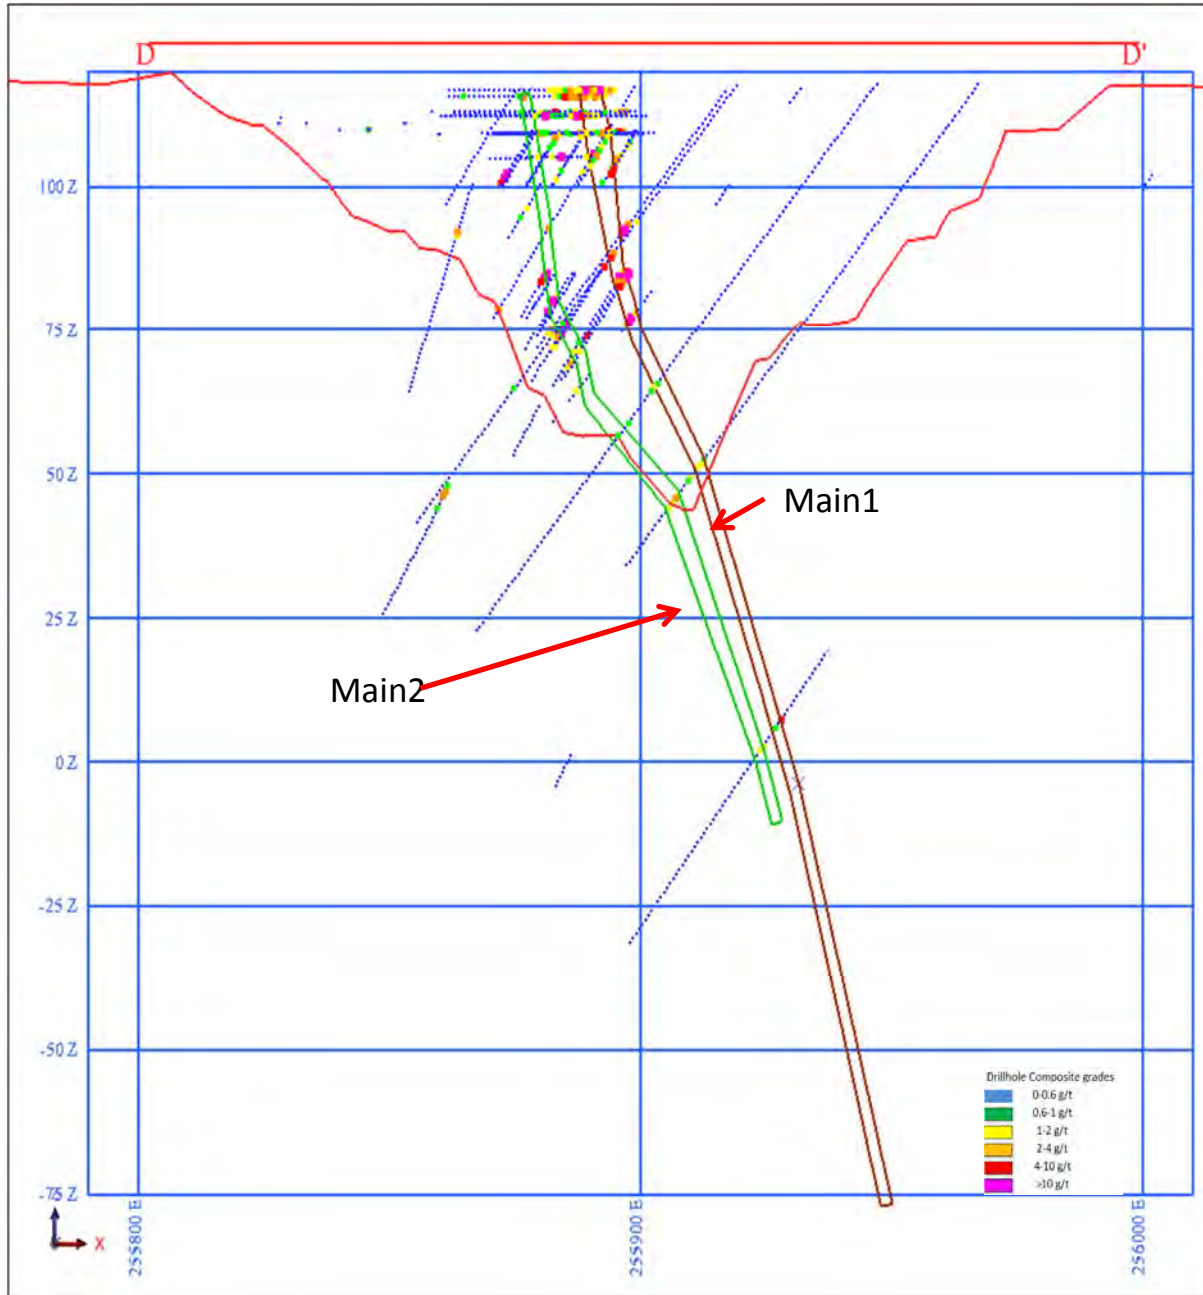 D D'
100 Z
75 Z
50 Z
Main1
25 Z
Main2
0 Z
-25 Z
-50 Z
Drillhole Composite grades
0-0.6 g/t
0.6-1 g/t
1-2 g/t
2-4 g/t
4-10 g/t
>10 g/t
-75 Z
X
255800 E
255900 E
256000 E